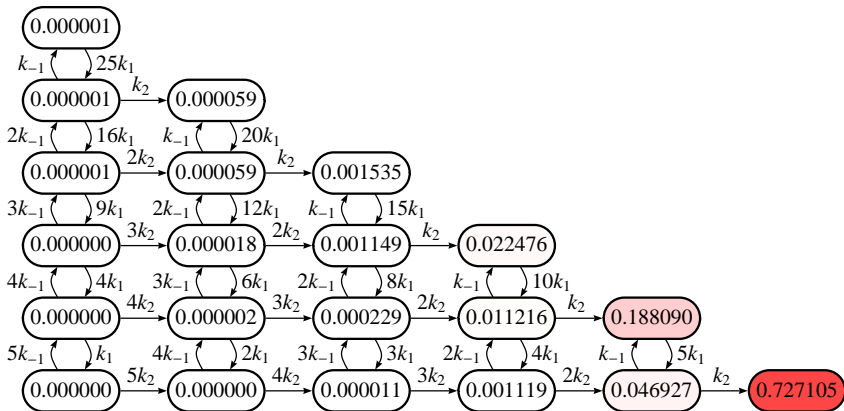 0.000001
k₋₁ 25k₁
k₂
0.000001 0.000059
2k₋₁ 16k₁ k₋₁ 20k₁
2k₂ k₂
0.000001 0.000059 0.001535
3k₋₁ 9k₁ 2k₋₁ 12k₁ k₋₁ 15k₁
3k₂ 2k₂ k₂
0.000000 0.000018 0.001149 0.022476
4k₋₁ 4k₁ 3k₋₁ 6k₁ 2k₋₁ 8k₁ k₋₁ 10k₁
4k₂ 3k₂ 2k₂ k₂
0.000000 0.000002 0.000229 0.011216 0.188090
5k₋₁ k₁ 4k₋₁ 2k₁ 3k₋₁ 3k₁ 2k₋₁ 4k₁ k₋₁ 5k₁
5k₂ 4k₂ 3k₂ 2k₂ k₂
0.000000 0.000000 0.000011 0.001119 0.046927 0.727105